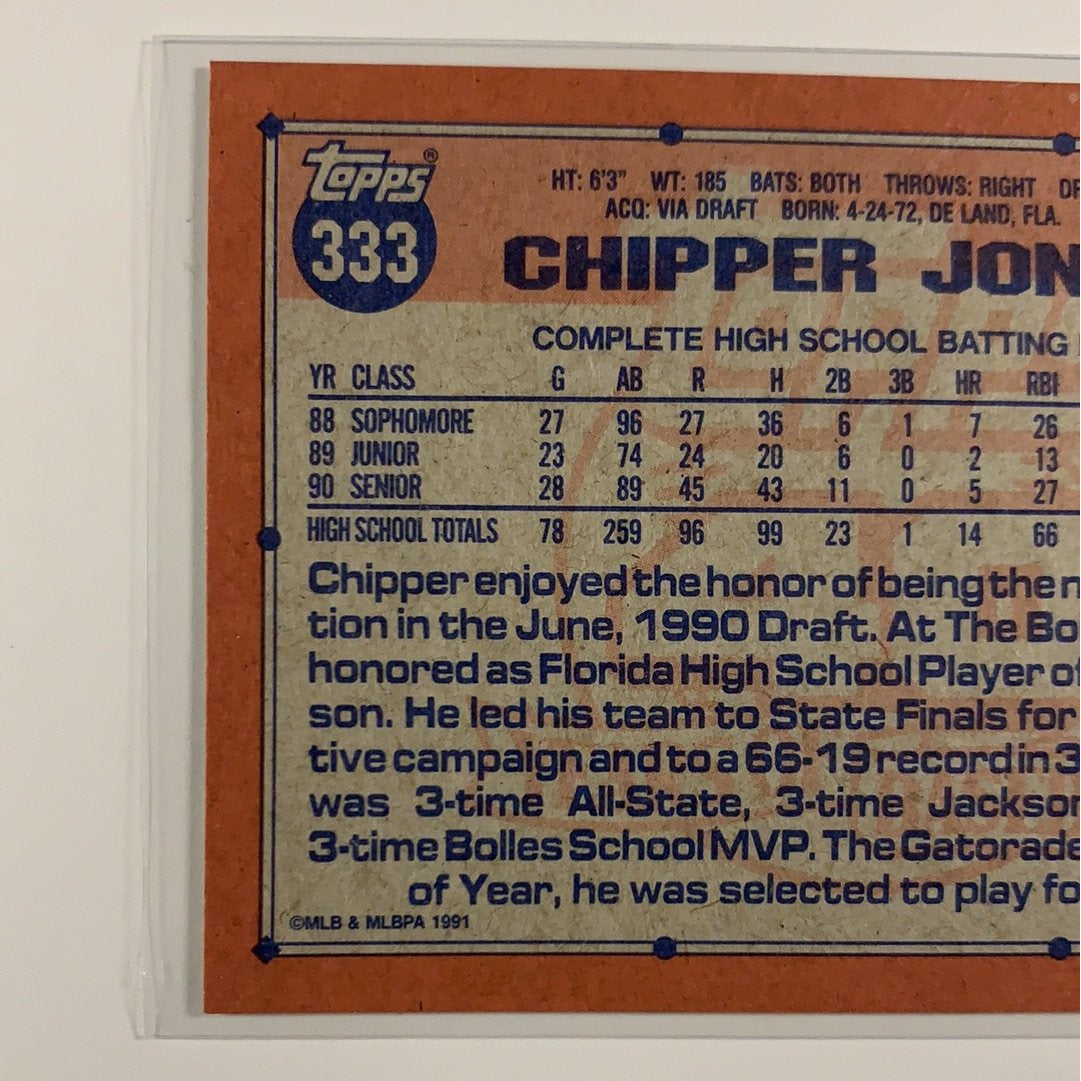 topps®
333
HT: 6'3" WT: 185 BATS: BOTH THROWS: RIGHT
ACQ: VIA DRAFT BORN: 4-24-72, DE LAND, FLA.
CHIPPER JON
COMPLETE HIGH SCHOOL BATTING
YR CLASS G AB R H 2B 3B HR RBI
88 SOPHOMORE 27 96 27 36 6 1 7 26
89 JUNIOR 23 74 24 20 6 0 2 13
90 SENIOR 28 89 45 43 11 0 5 27
HIGH SCHOOL TOTALS 78 259 96 99 23 1 14 66
Chipper enjoyed the honor of being the
tion in the June, 1990 Draft. At The Bo
honored as Florida High School Player of
son. He led his team to State Finals for
tive campaign and to a 66-19 record in 3
was 3-time All-State, 3-time Jackson
3-time Bolles School MVP. The Gatorade
of Year, he was selected to play fo
©MLB & MLBPA 1991